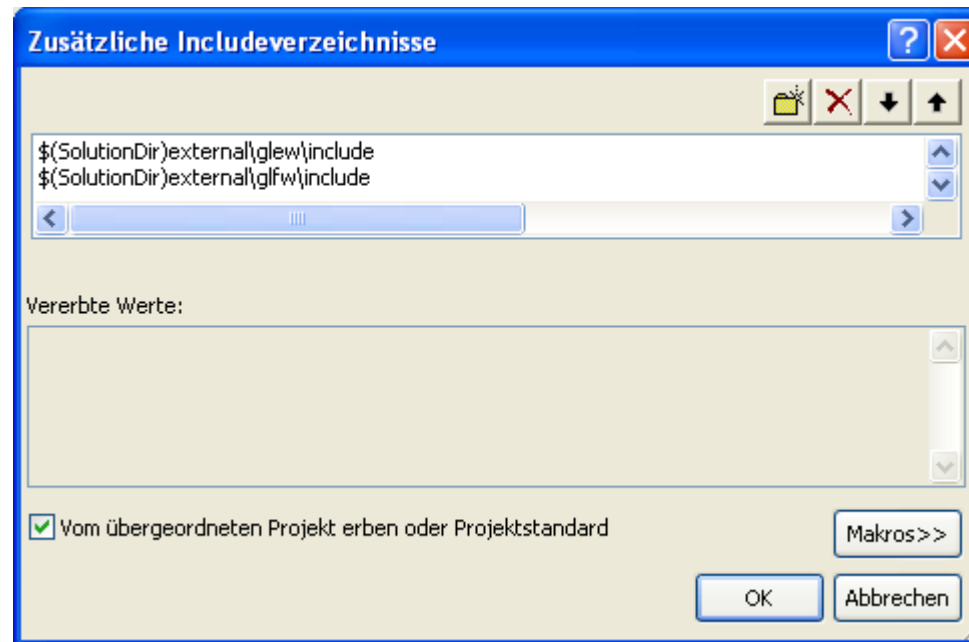 Zusätzliche Includeverzeichnisse
$(SolutionDir)external\glew\include
$(SolutionDir)external\glfw\include
Vererbte Werte:
Vom übergeordneten Projekt erben oder Projektstandard
Makros>>
OK
Abbrechen